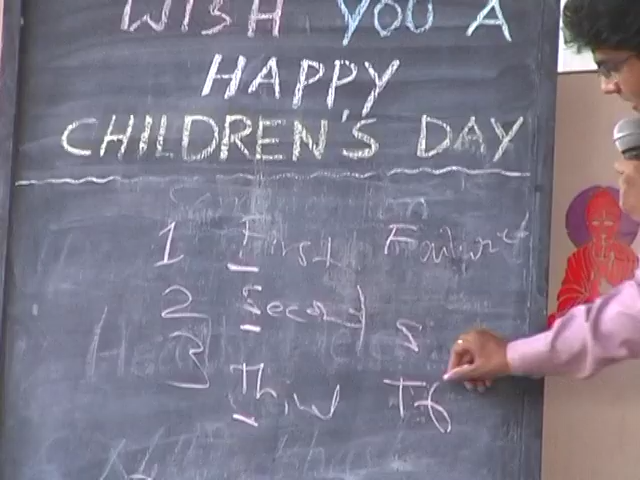 WISH YOU A
HAPPY
CHILDREN'S DAY
1 First Failure
2 Second S
3 Third